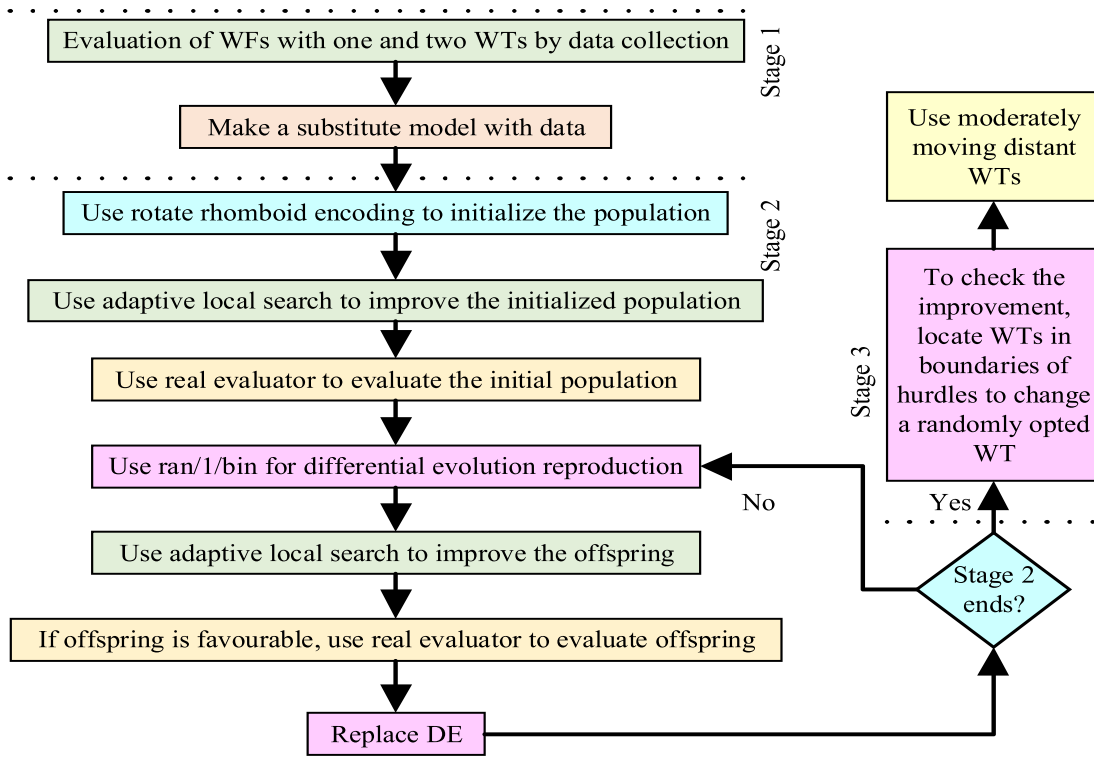 Evaluation of WFs with one and two WTs by data collection
Stage 1
Make a substitute model with data
Use rotate rhomboid encoding to initialize the population
Stage 2
Use adaptive local search to improve the initialized population
Use real evaluator to evaluate the initial population
Use ran/1/bin for differential evolution reproduction
No
Use adaptive local search to improve the offspring
If offspring is favourable, use real evaluator to evaluate offspring
Replace DE
Stage 2
ends?
Yes
Stage 3
To check the
improvement,
locate WTs in
boundaries of
hurdles to change
a randomly opted
WT
Use moderately
moving distant
WTs